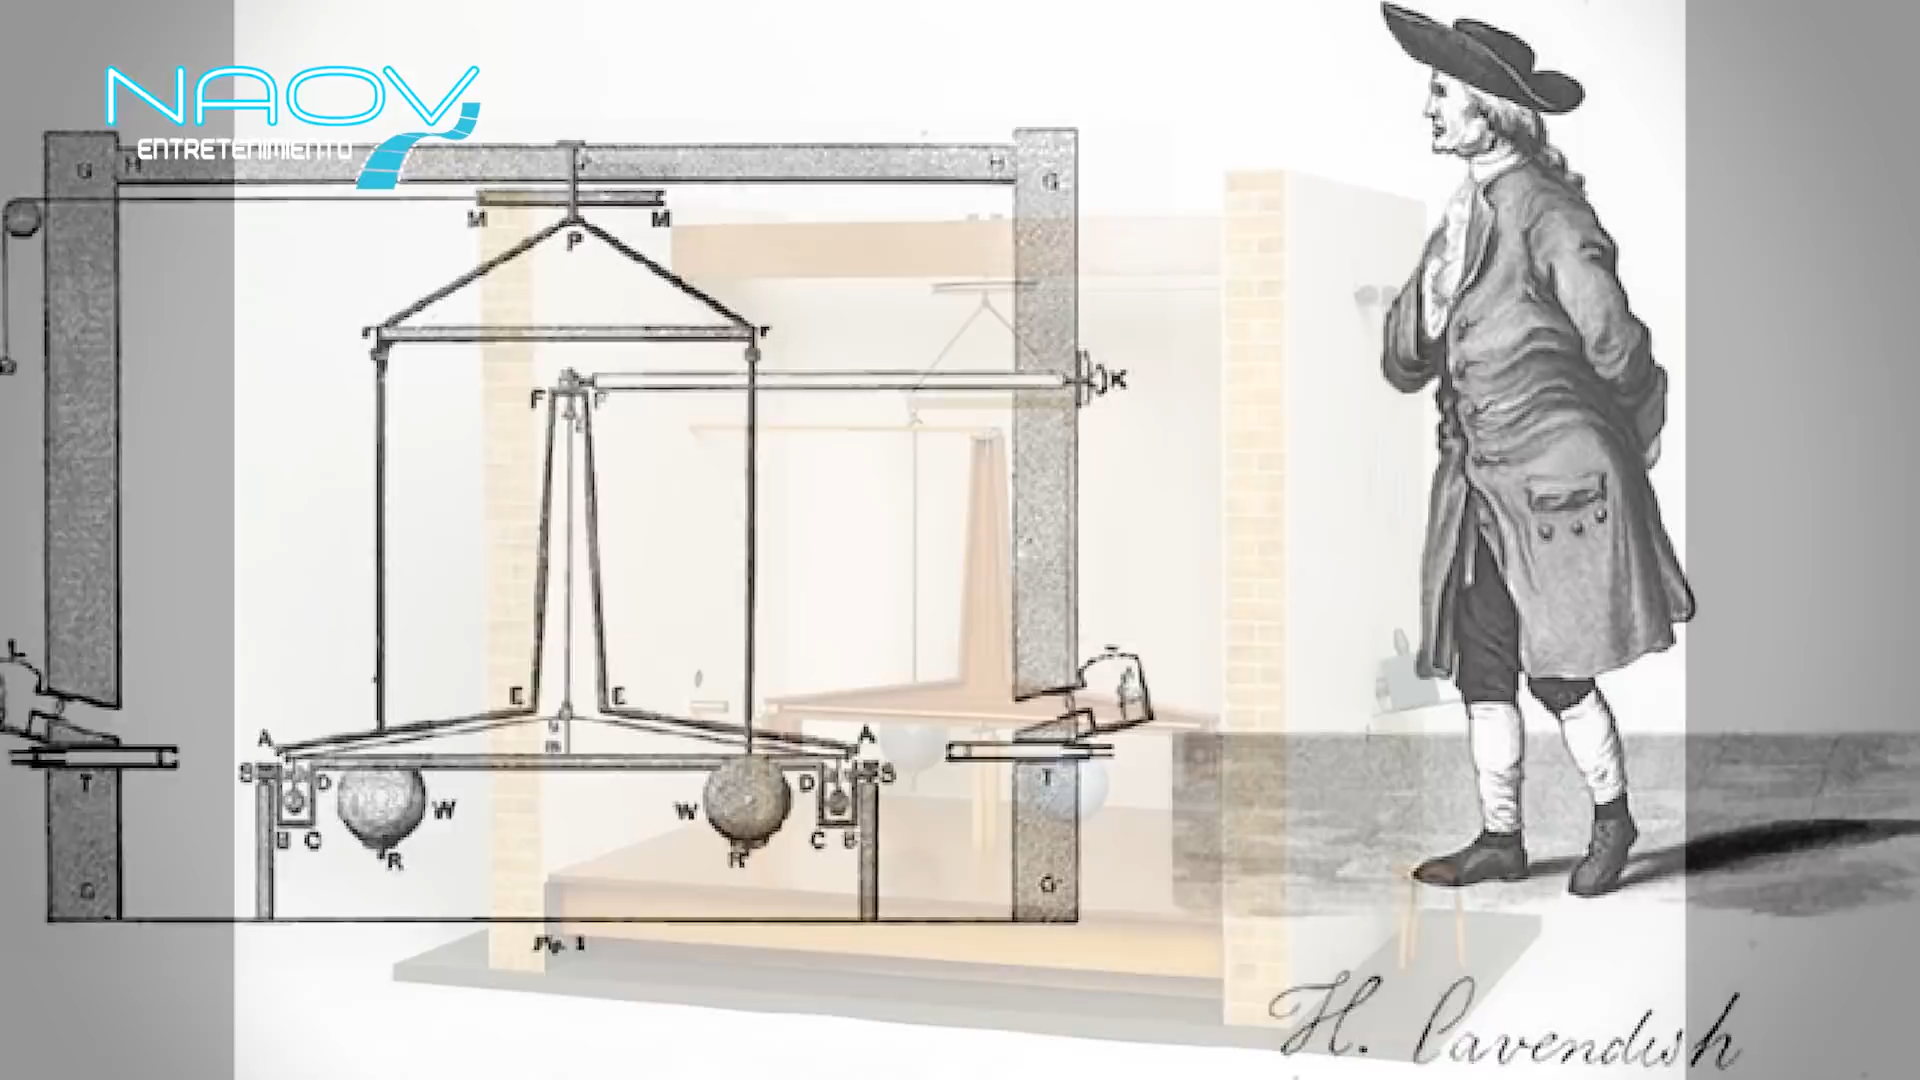 NAOV
ENTRETENIMIENTO
G H H G
M M
P
r r
F F K
L
E E
A A
S D D S
T W W T
B C C B
R R
G G
Fig. 1
H. Cavendish